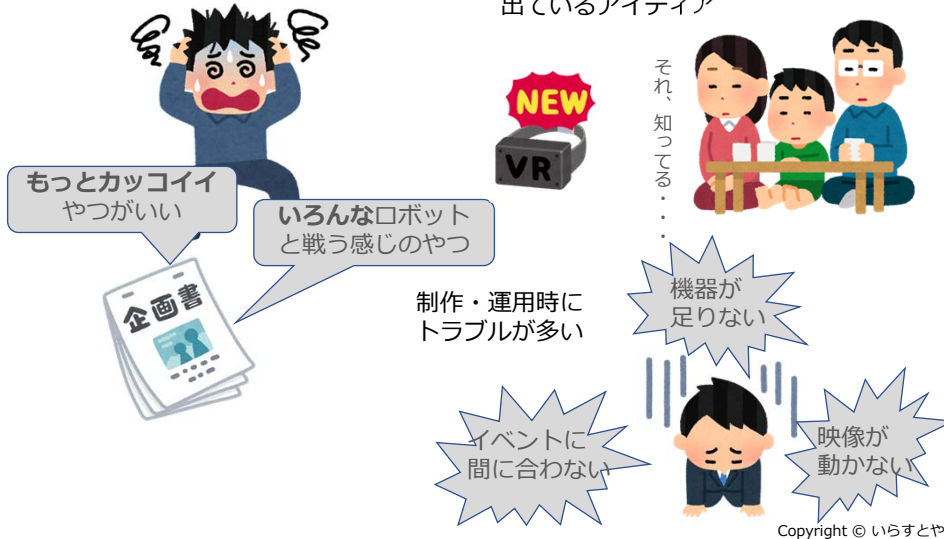 出ているアイディア
NEW
VR
それ、知ってる・・・
もっとカッコイイ
やつがいい
いろんなロボット
と戦う感じのやつ
企画書
制作・運用時に
トラブルが多い
機器が
足りない
イベントに
間に合わない
映像が
動かない
Copyright © いらすとや